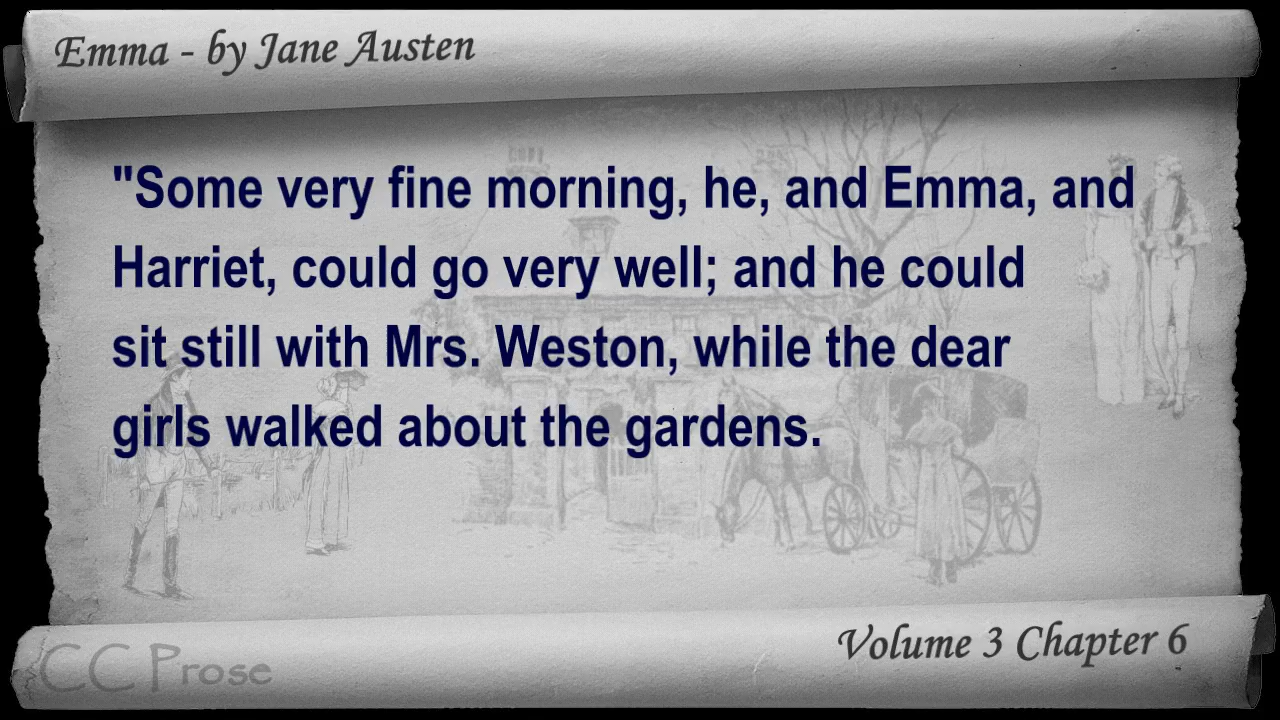 Emma - by Jane Austen
"Some very fine morning, he, and Emma, and
Harriet, could go very well; and he could
sit still with Mrs. Weston, while the dear
girls walked about the gardens.
Volume 3 Chapter 6
CC Prose